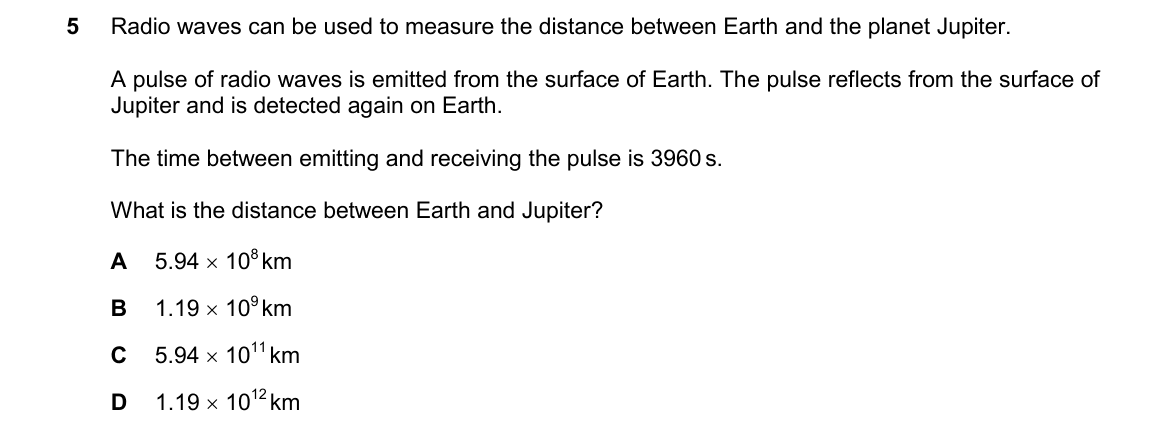 5 Radio waves can be used to measure the distance between Earth and the planet Jupiter.
A pulse of radio waves is emitted from the surface of Earth. The pulse reflects from the surface of
Jupiter and is detected again on Earth.
The time between emitting and receiving the pulse is 3960 s.
What is the distance between Earth and Jupiter?
A 5.94 × 10⁸ km
B 1.19 × 10⁹ km
C 5.94 × 10¹¹ km
D 1.19 × 10¹² km